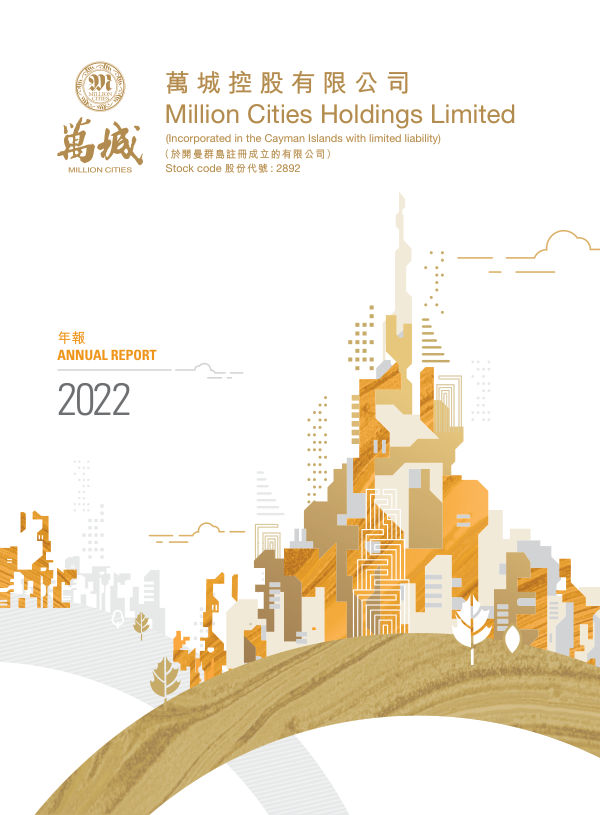 MILLION
CITIES
萬城
MILLION CITIES
萬城控股有限公司
Million Cities Holdings Limited
(Incorporated in the Cayman Islands with limited liability)
(於開曼群島註冊成立的有限公司)
Stock code 股份代號 : 2892
年報
ANNUAL REPORT
2022